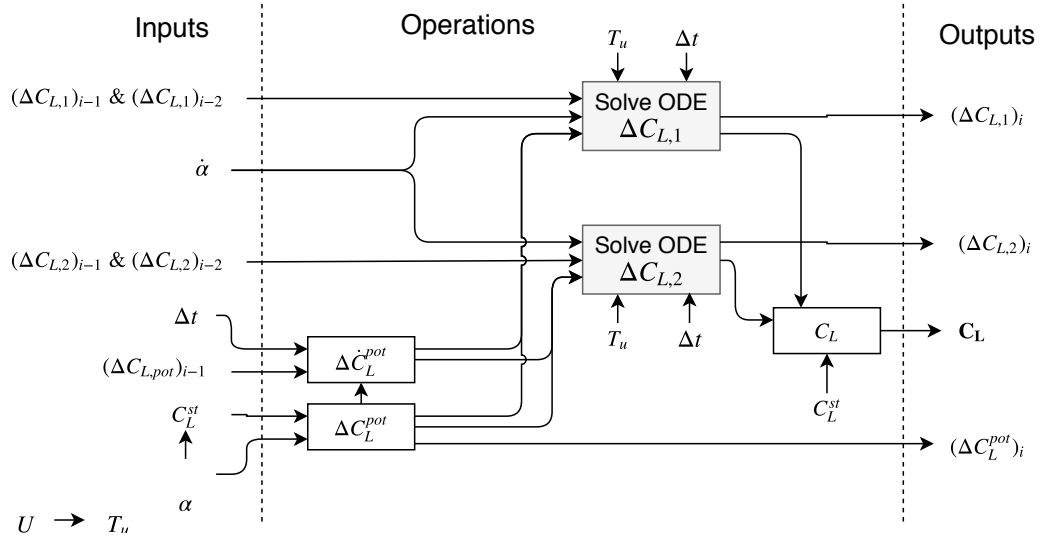 Inputs
Operations
Outputs
T_u
Δt
(ΔC_{L,1})_{i−1} & (ΔC_{L,1})_{i−2}
Solve ODE
ΔC_{L,1}
(ΔC_{L,1})_i
α̇
(ΔC_{L,2})_{i−1} & (ΔC_{L,2})_{i−2}
Solve ODE
ΔC_{L,2}
(ΔC_{L,2})_i
T_u
Δt
Δt
C_L
C_L
(ΔC_{L,pot})_{i−1}
ΔĊ_L^{pot}
C_L^{st}
C_L^{st}
ΔC_L^{pot}
(ΔC_L^{pot})_i
α
U
T_u